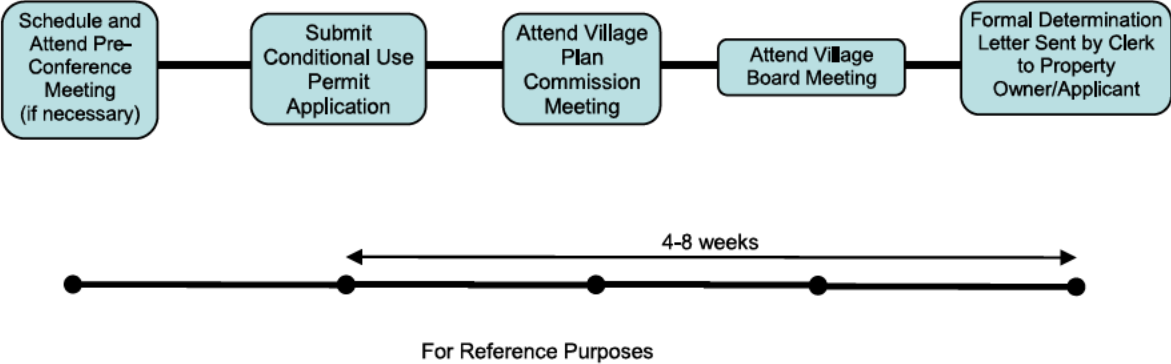 Schedule and
Attend Pre-
Conference
Meeting
(if necessary)
Submit
Conditional Use
Permit
Application
Attend Village
Plan
Commission
Meeting
Attend Village
Board Meeting
Formal Determination
Letter Sent by Clerk
to Property
Owner/Applicant
4-8 weeks
For Reference Purposes